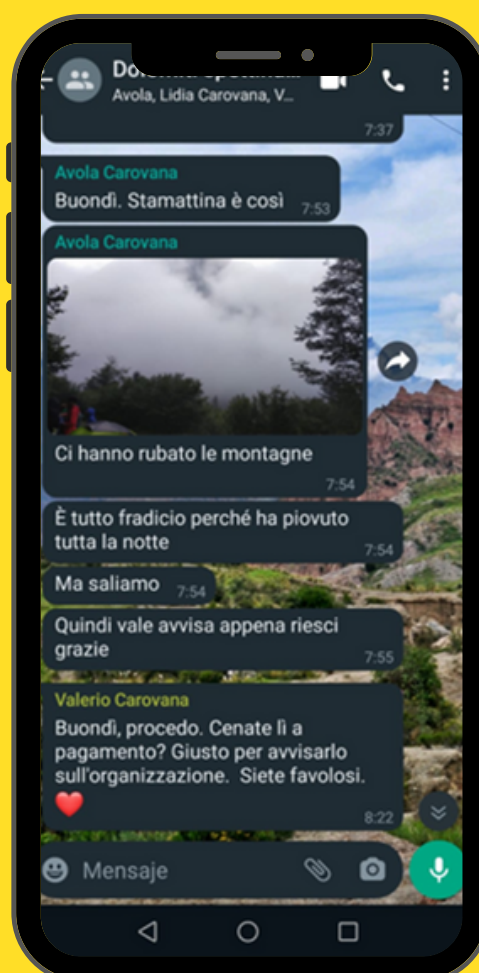 Avola, Lidia Carovana, V...
7:37
Avola Carovana
Buondì. Stamattina è così
7:53
Avola Carovana
Ci hanno rubato le montagne
7:54
È tutto fradicio perché ha piovuto
tutta la notte
7:54
Ma saliamo
7:54
Quindi vale avvisa appena riesci
grazie
7:55
Valerio Carovana
Buondì, procedo. Cenate lì a
pagamento? Giusto per avvisarlo
sull'organizzazione. Siete favolosi.
8:22
Mensaje